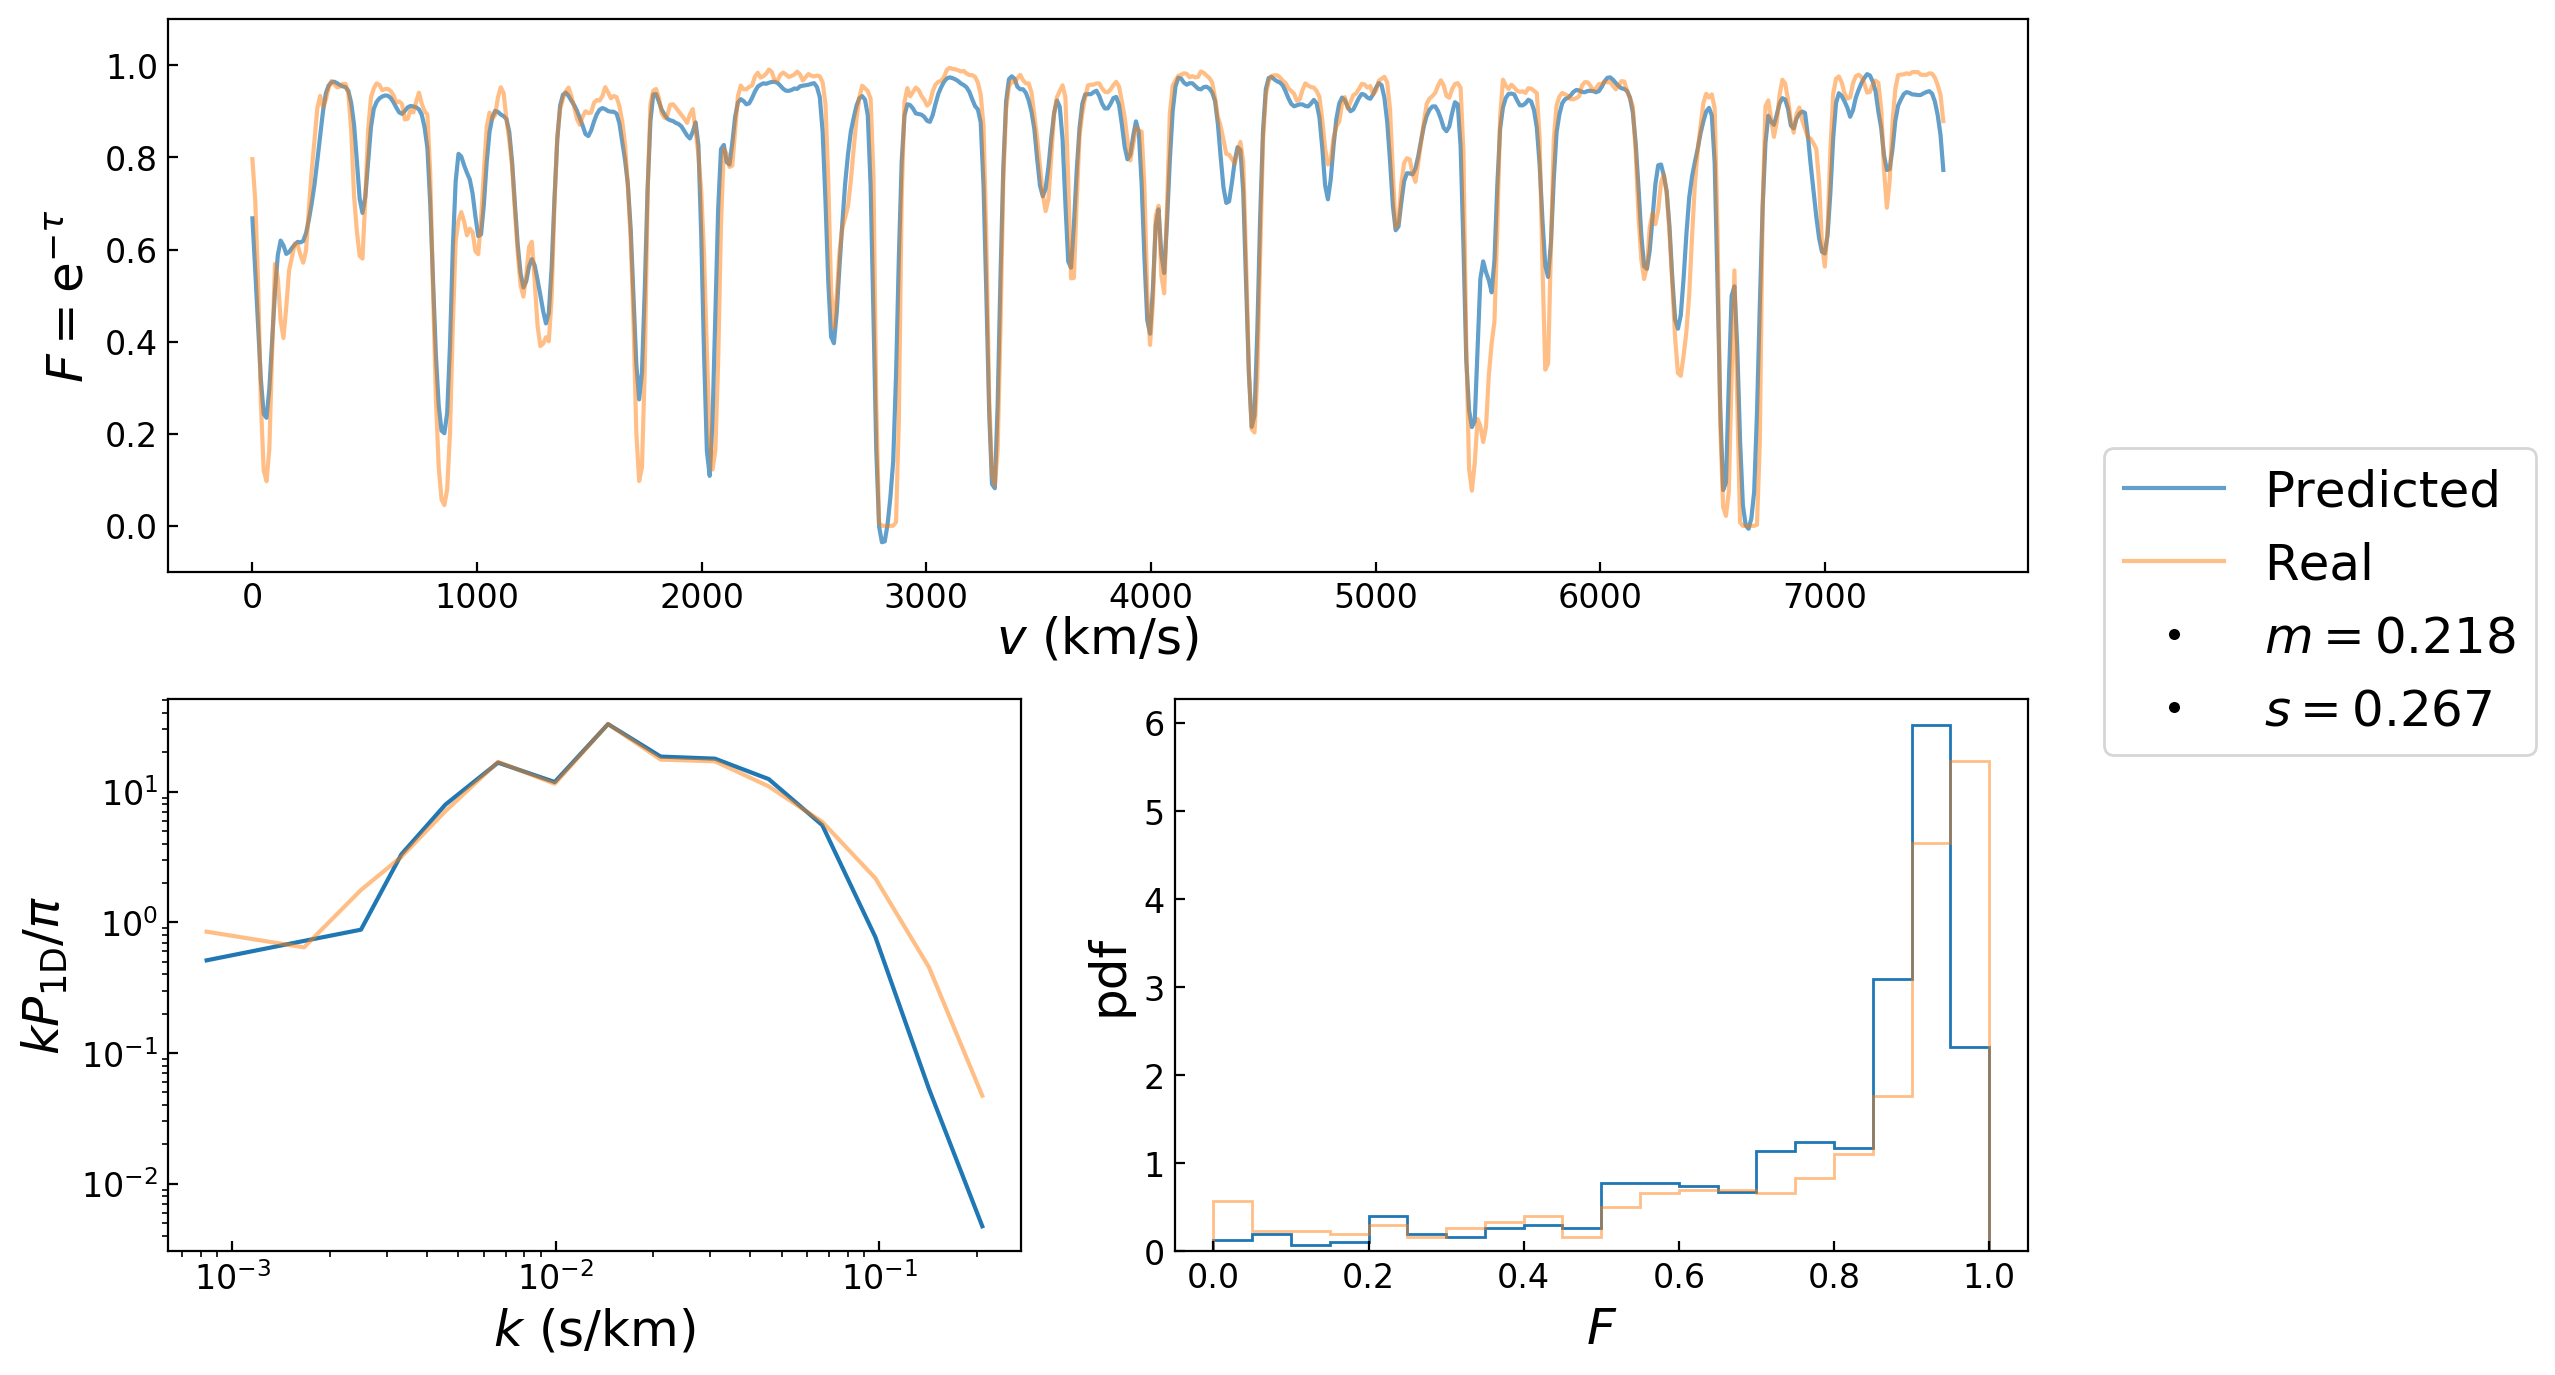 1.0
0.8
0.6
0.4
0.2
0.0
F = e^{−τ}
0 1000 2000 3000 4000 5000 6000 7000
v (km/s)
Predicted
Real
m = 0.218
s = 0.267
10^1
10^0
10^{−1}
10^{−2}
kP_{1D}/π
10^{−3} 10^{−2} 10^{−1}
k (s/km)
6
5
4
3
2
1
0
pdf
0.0 0.2 0.4 0.6 0.8 1.0
F